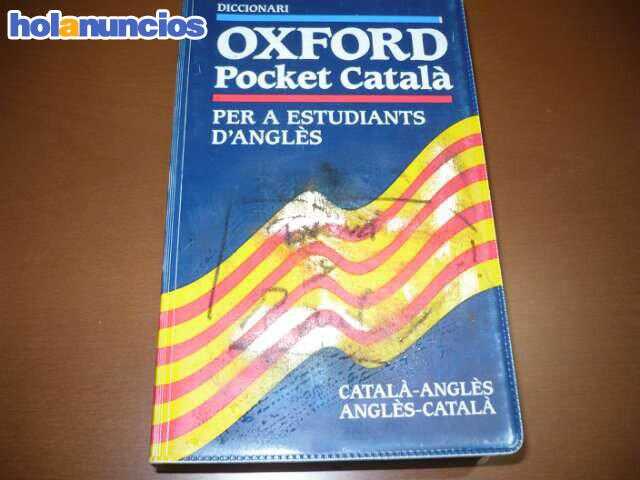 holanuncios
DICCIONARI
OXFORD
Pocket Català
PER A ESTUDIANTS
D'ANGLÈS
CATALÀ-ANGLÈS
ANGLÈS-CATALÀ